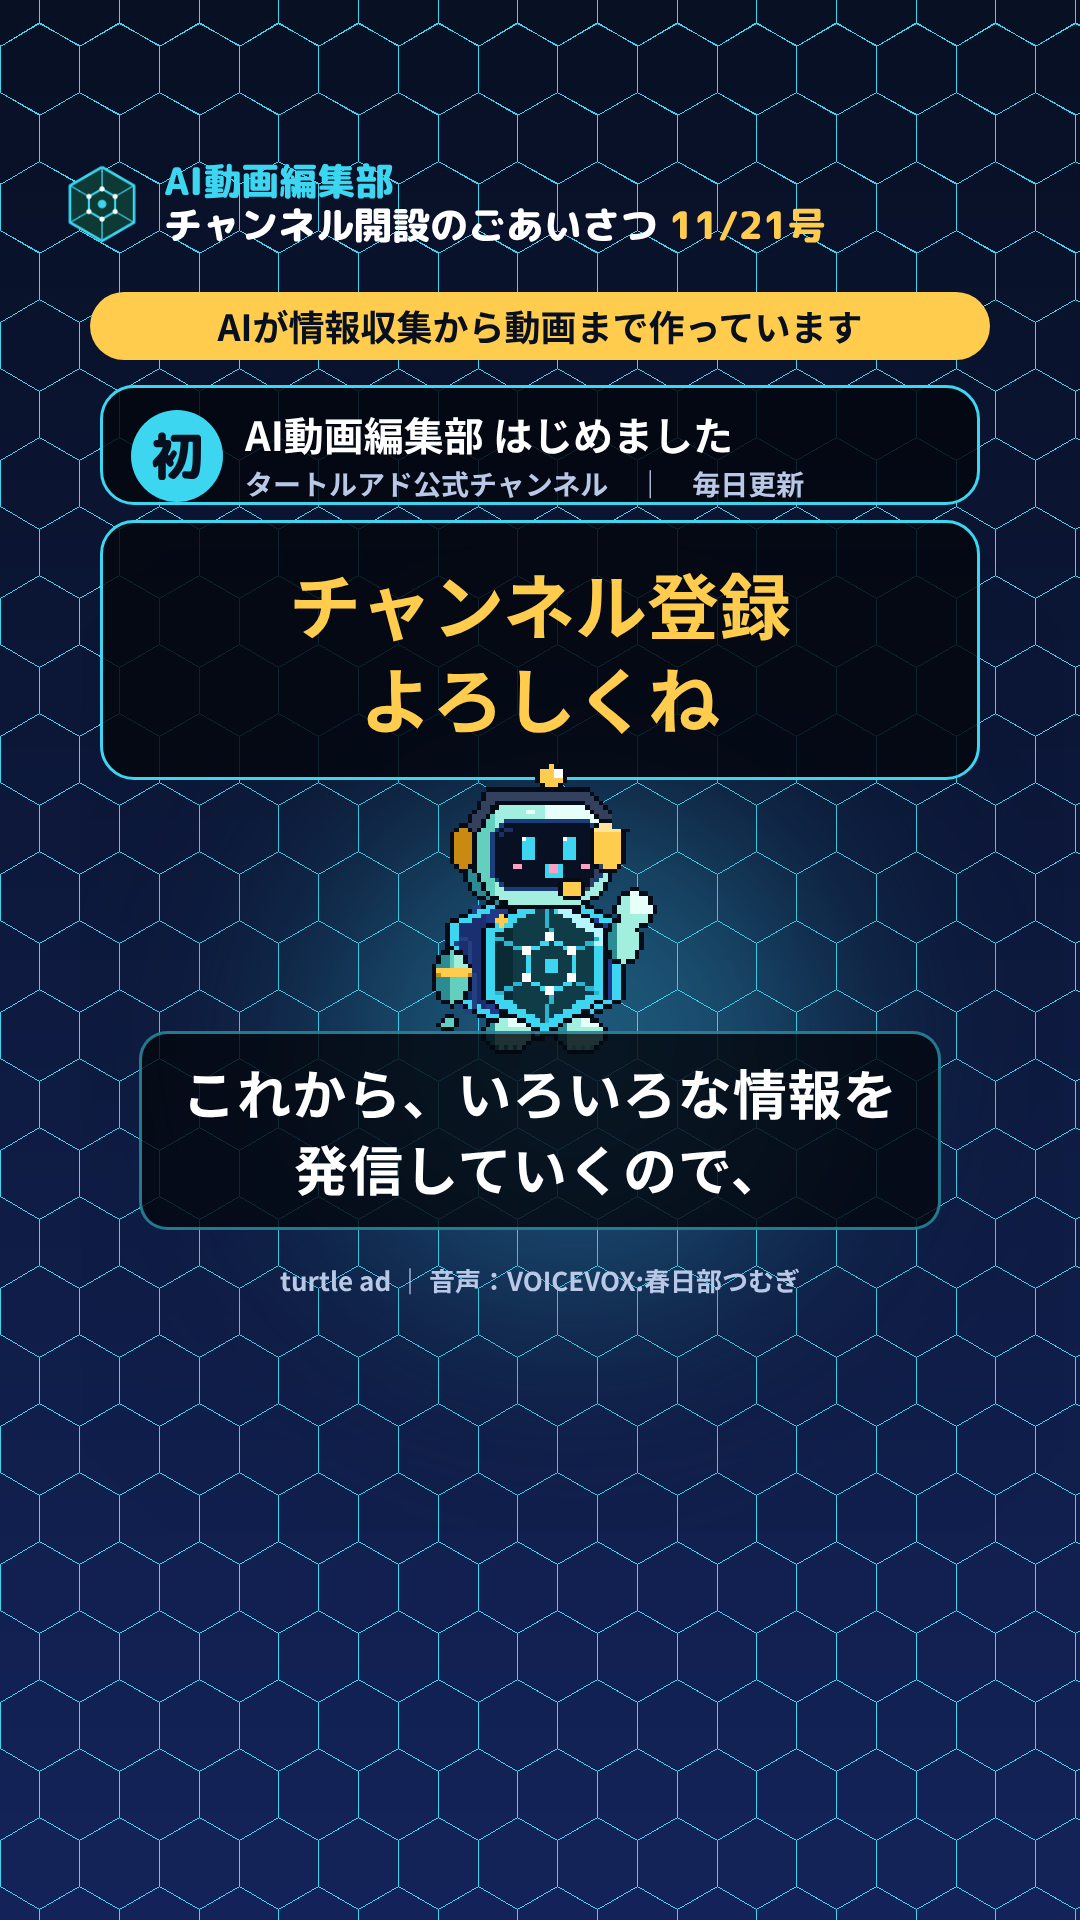 AI動画編集部
チャンネル開設のごあいさつ 11/21号
AIが情報収集から動画まで作っています
初
AI動画編集部 はじめました
タートルアド公式チャンネル ｜ 毎日更新
チャンネル登録
よろしくね
これから、いろいろな情報を
発信していくので、
turtle ad ｜ 音声：VOICEVOX:春日部つむぎ